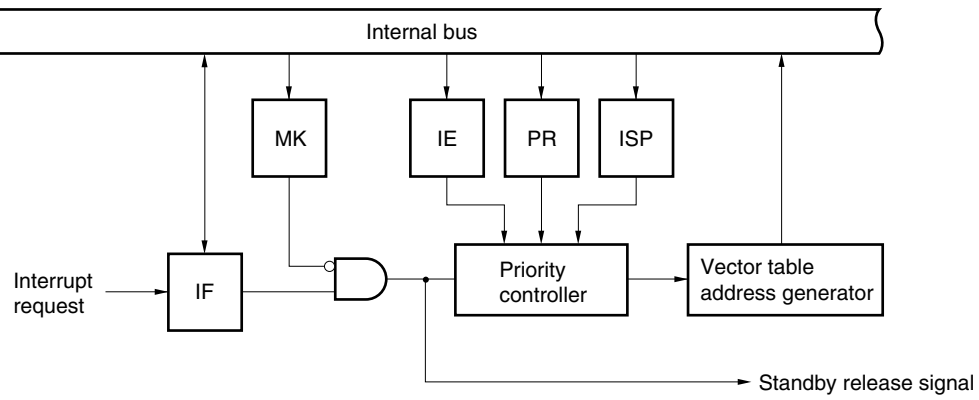 Internal bus
MK
IE
PR
ISP
Interrupt
request
IF
Priority
controller
Vector table
address generator
Standby release signal